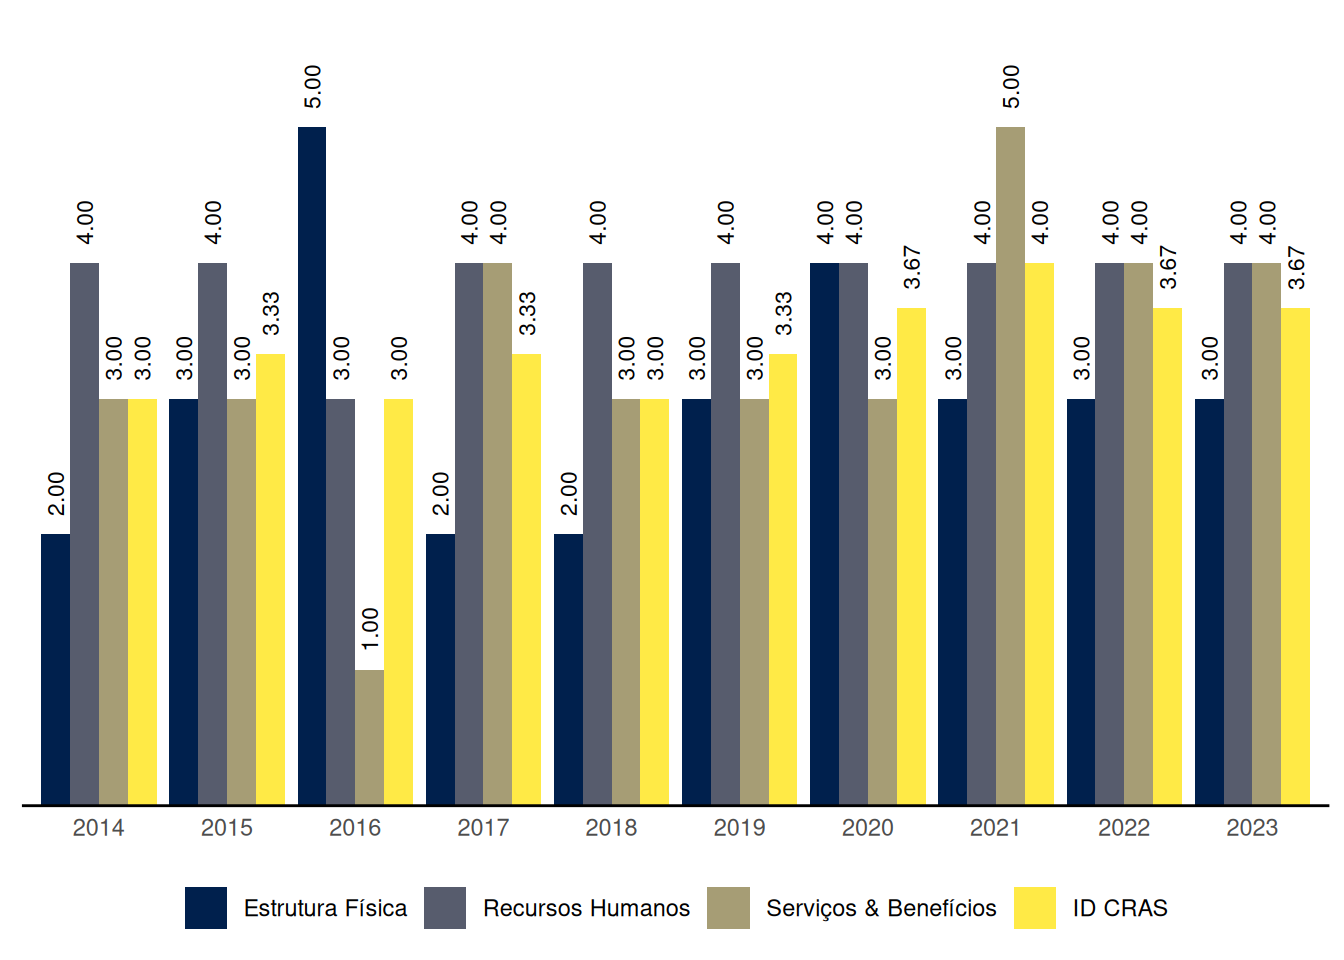 5.00 5.00
4.00 4.00 4.00 4.00 4.00 4.00 4.00 4.00 4.00 4.00 4.00 4.00 4.00 4.00
3.67 3.67 3.67
3.33 3.33 3.33
3.00 3.00 3.00 3.00 3.00 3.00 3.00 3.00 3.00 3.00 3.00 3.00 3.00 3.00
2.00 2.00 2.00
1.00
2014 2015 2016 2017 2018 2019 2020 2021 2022 2023
Estrutura Física Recursos Humanos Serviços & Benefícios ID CRAS